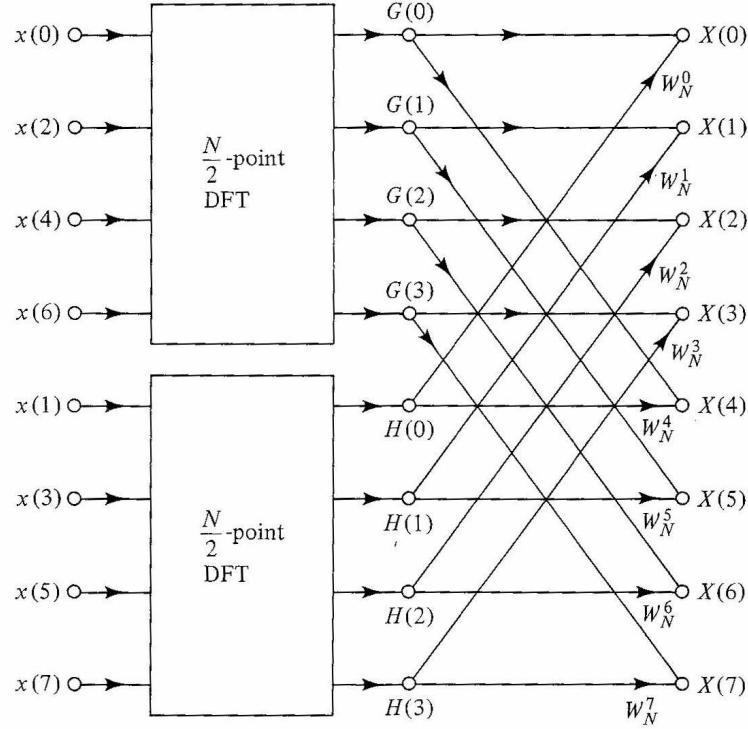 x(0) G(0) X(0)
W_N^0
x(2) G(1) X(1)
W_N^1
N/2-point
DFT
x(4) G(2) X(2)
W_N^2
x(6) G(3) X(3)
W_N^3
x(1) H(0) X(4)
W_N^4
x(3) H(1) X(5)
W_N^5
N/2-point
DFT
x(5) H(2) X(6)
W_N^6
x(7) H(3) X(7)
W_N^7